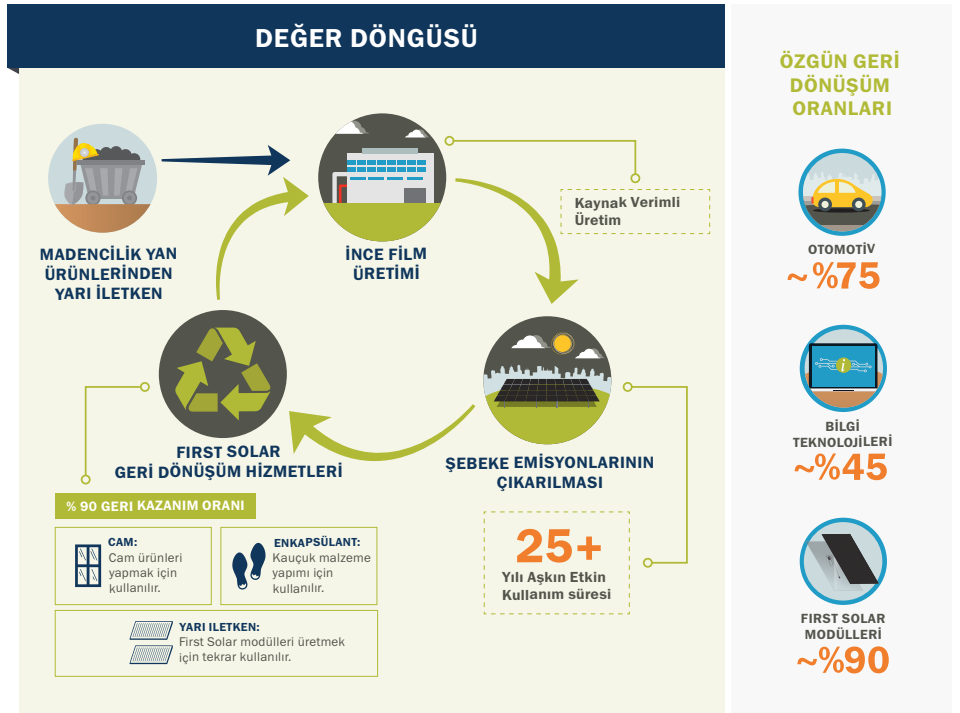 DEĞER DÖNGÜSÜ
MADENCİLİK YAN
ÜRÜNLERİNDEN
YARI İLETKEN
İNCE FİLM
ÜRETİMİ
Kaynak Verimli
Üretim
FIRST SOLAR
GERİ DÖNÜŞÜM HİZMETLERİ
ŞEBEKE EMİSYONLARININ
ÇIKARILMASI
% 90 GERI KAZANIM ORANI
CAM:
Cam ürünleri
yapmak için
kullanılır.
ENKAPSÜLANT:
Kauçuk malzeme
yapımı için
kullanılır.
YARI ILETKEN:
First Solar modülleri üretmek
için tekrar kullanılır.
25+
Yılı Aşkın Etkin
Kullanım süresi
ÖZGÜN GERİ
DÖNÜŞÜM
ORANLARI
OTOMOTİV
~%75
i
BİLGİ
TEKNOLOJİLERİ
~%45
FIRST SOLAR
MODÜLLERİ
~%90